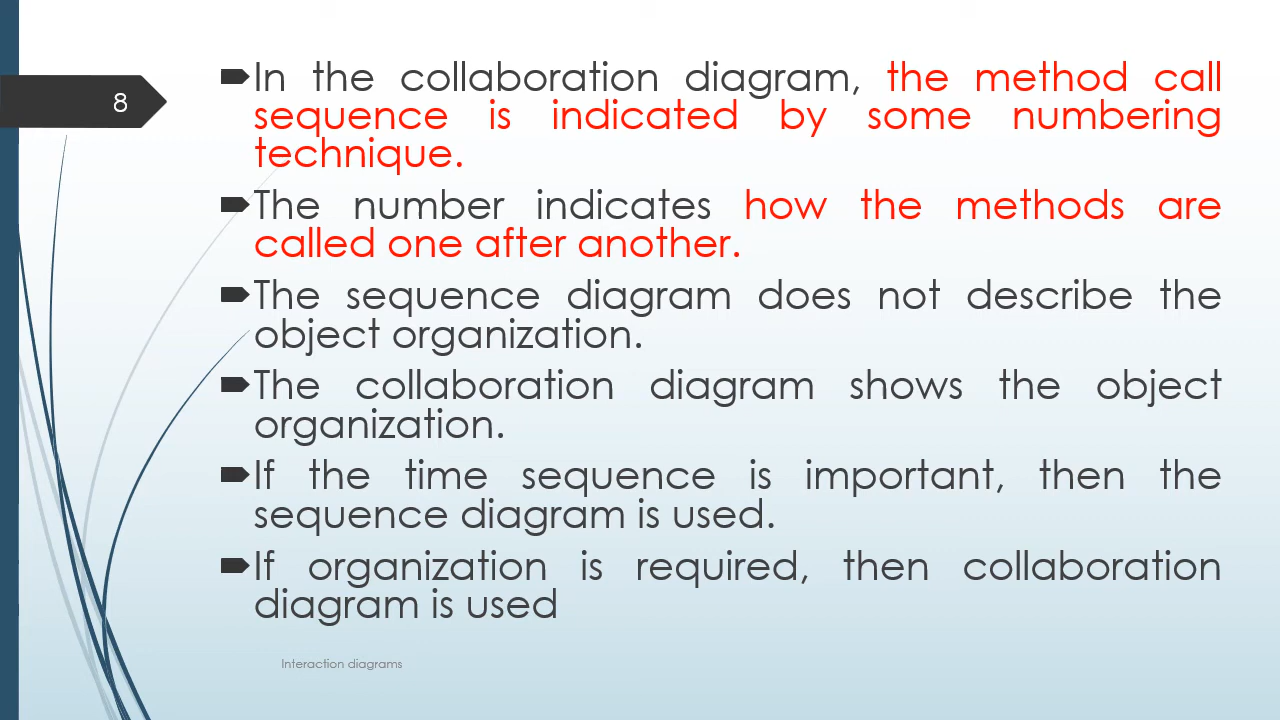 8
In the collaboration diagram, the method call
sequence is indicated by some numbering
technique.
The number indicates how the methods are
called one after another.
The sequence diagram does not describe the
object organization.
The collaboration diagram shows the object
organization.
If the time sequence is important, then the
sequence diagram is used.
If organization is required, then collaboration
diagram is used
Interaction diagrams